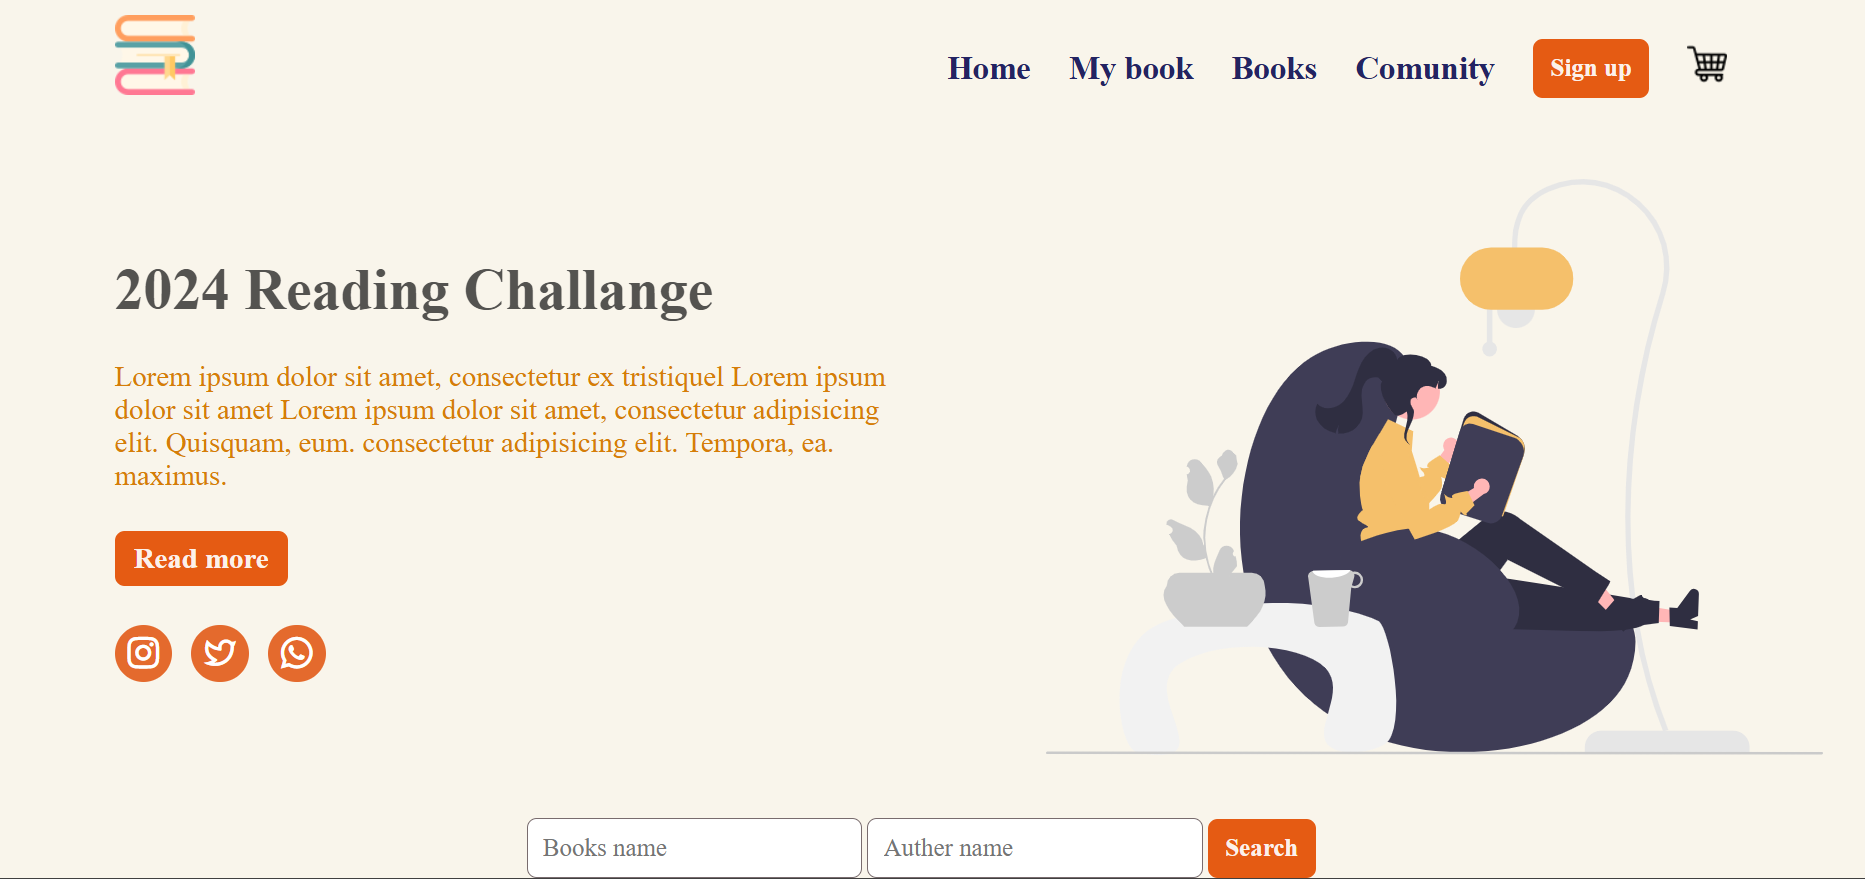 Home My book Books Comunity Sign up
2024 Reading Challange
Lorem ipsum dolor sit amet, consectetur ex tristiquel Lorem ipsum
dolor sit amet Lorem ipsum dolor sit amet, consectetur adipisicing
elit. Quisquam, eum. consectetur adipisicing elit. Tempora, ea.
maximus.
Read more
Books name Auther name Search